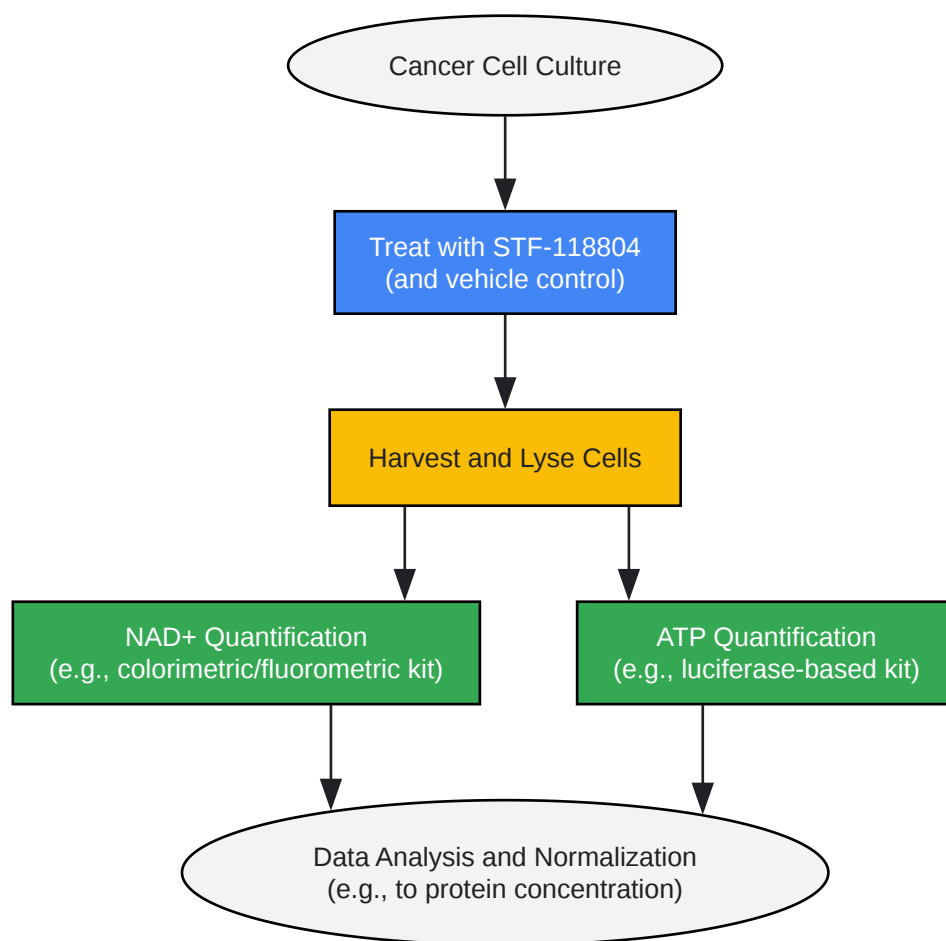 Cancer Cell Culture
Treat with STF-118804
(and vehicle control)
Harvest and Lyse Cells
NAD+ Quantification
(e.g., colorimetric/fluorometric kit)
ATP Quantification
(e.g., luciferase-based kit)
Data Analysis and Normalization
(e.g., to protein concentration)